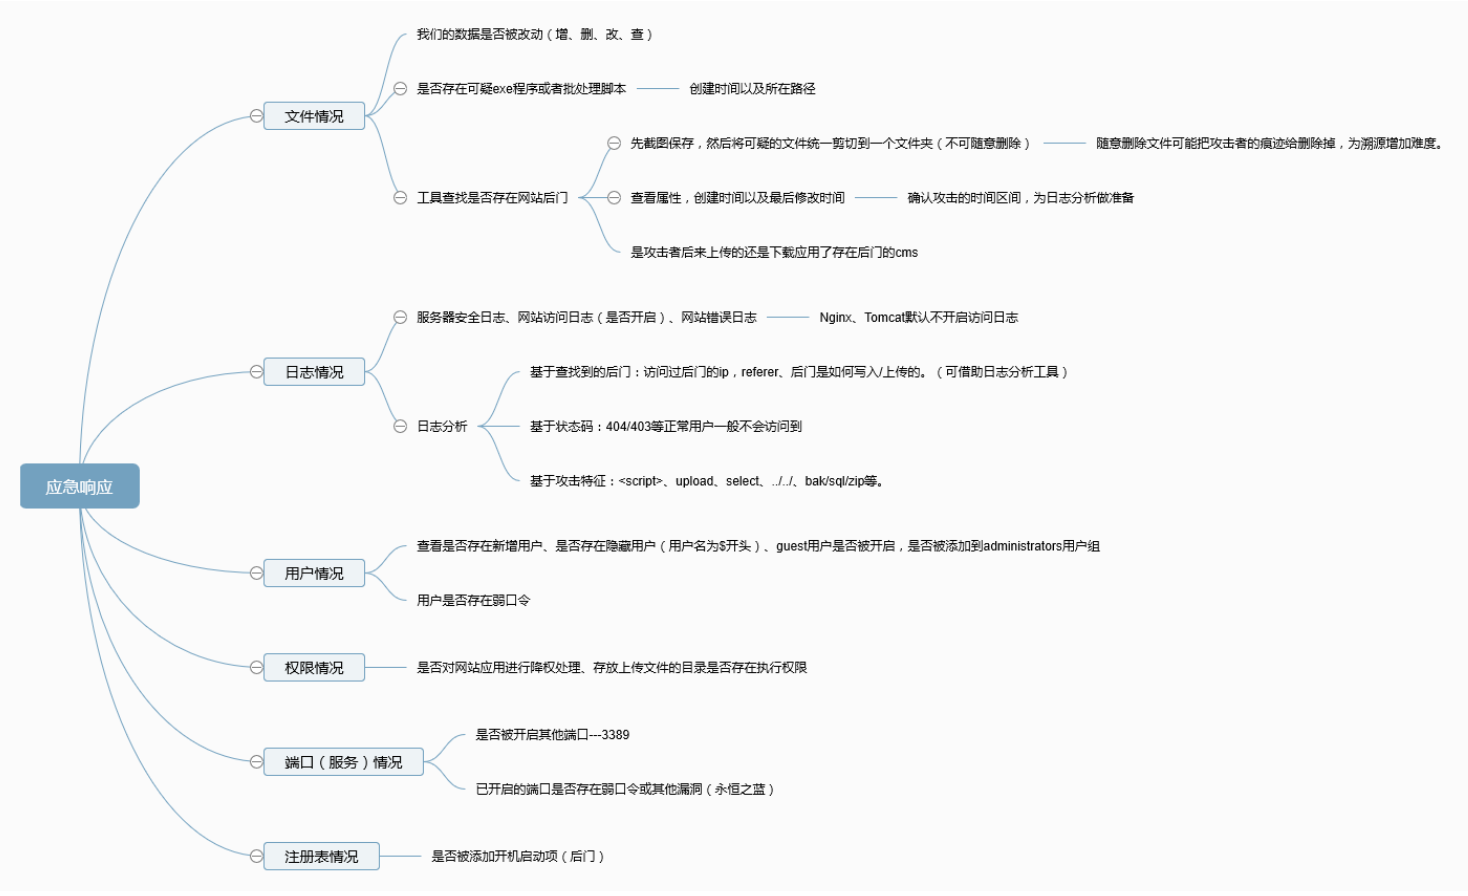 我们的数据是否被改动（增、删、改、查）
是否存在可疑exe程序或者批处理脚本
创建时间以及所在路径
文件情况
先截图保存，然后将可疑的文件统一剪切到一个文件夹（不可随意删除）
随意删除文件可能把攻击者的痕迹给删除掉，为溯源增加难度。
工具查找是否存在网站后门
查看属性，创建时间以及最后修改时间
确认攻击的时间区间，为日志分析做准备
是攻击者后来上传的还是下载应用了存在后门的cms
服务器安全日志、网站访问日志（是否开启）、网站错误日志
Nginx、Tomcat默认不开启访问日志
日志情况
基于查找到的后门：访问过后门的ip，referer、后门是如何写入/上传的。（可借助日志分析工具）
日志分析
基于状态码：404/403等正常用户一般不会访问到
基于攻击特征：<script>、upload、select、../../、bak/sql/zip等。
应急响应
查看是否存在新增用户、是否存在隐藏用户（用户名为$开头）、guest用户是否被开启，是否被添加到administrators用户组
用户情况
用户是否存在弱口令
权限情况
是否对网站应用进行降权处理、存放上传文件的目录是否存在执行权限
是否被开启其他端口---3389
端口（服务）情况
已开启的端口是否存在弱口令或其他漏洞（永恒之蓝）
注册表情况
是否被添加开机启动项（后门）